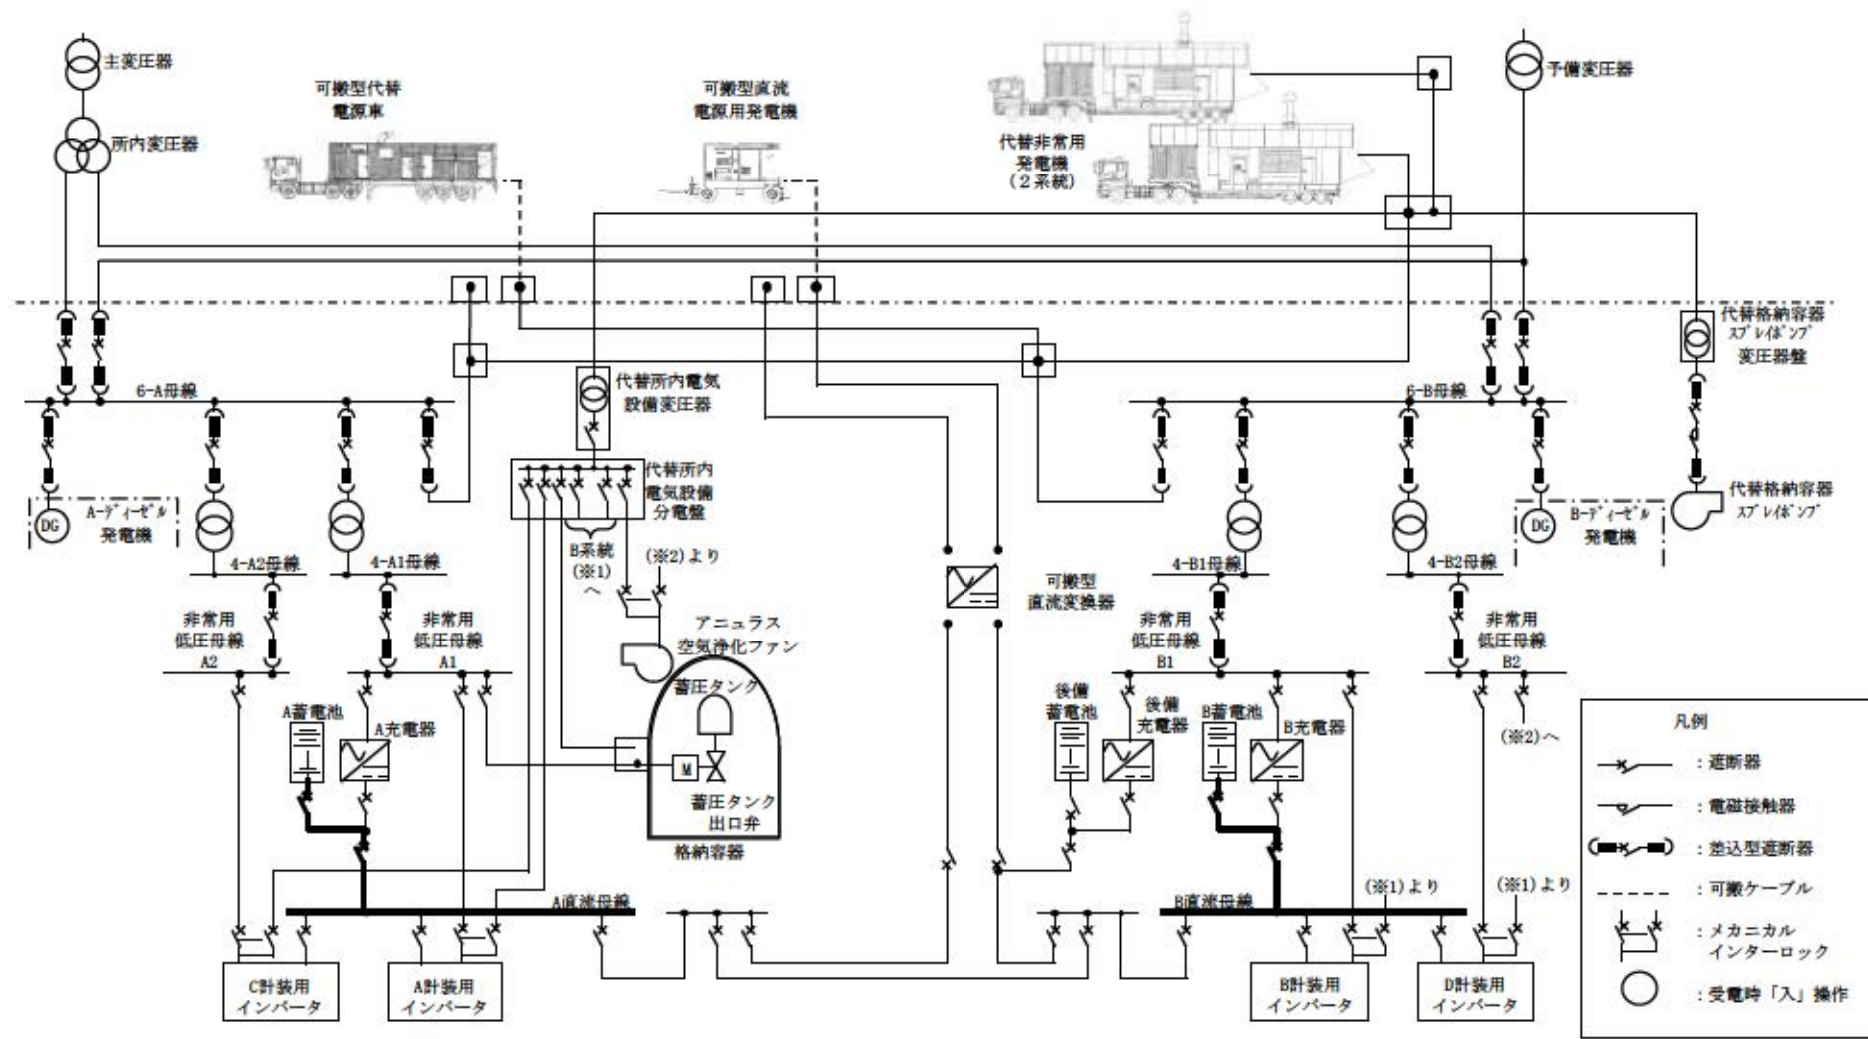 主変圧器
所内変圧器
可搬型代替
電源車
可搬型直流
電源用発電機
代替非常用
発電機
(2系統)
予備変圧器
6-A母線
代替所内電気
設備変圧器
6-B母線
代替格納容器
スプレイポンプ
変圧器盤
DG
A-ディーゼル
発電機
代替所内
電気設備
分電盤
DG
B-ディーゼル
発電機
代替格納容器
スプレイポンプ
4-A2母線
4-A1母線
B系統
(※1)
へ
(※2)より
4-B1母線
4-B2母線
可搬型
直流変換器
非常用
低圧母線
A2
非常用
低圧母線
A1
アニュラス
空気浄化ファン
非常用
低圧母線
B1
非常用
低圧母線
B2
A蓄電池
A充電器
蓄圧タンク
M
蓄圧タンク
出口弁
格納容器
後備
蓄電池
後備
充電器
B蓄電池
B充電器
(※2)へ
A直流母線
B直流母線
(※1)より
(※1)より
C計装用
インバータ
A計装用
インバータ
B計装用
インバータ
D計装用
インバータ
凡例
:遮断器
:電磁接触器
:差込型遮断器
:可搬ケーブル
:メカニカル
インターロック
:受電時「入」操作